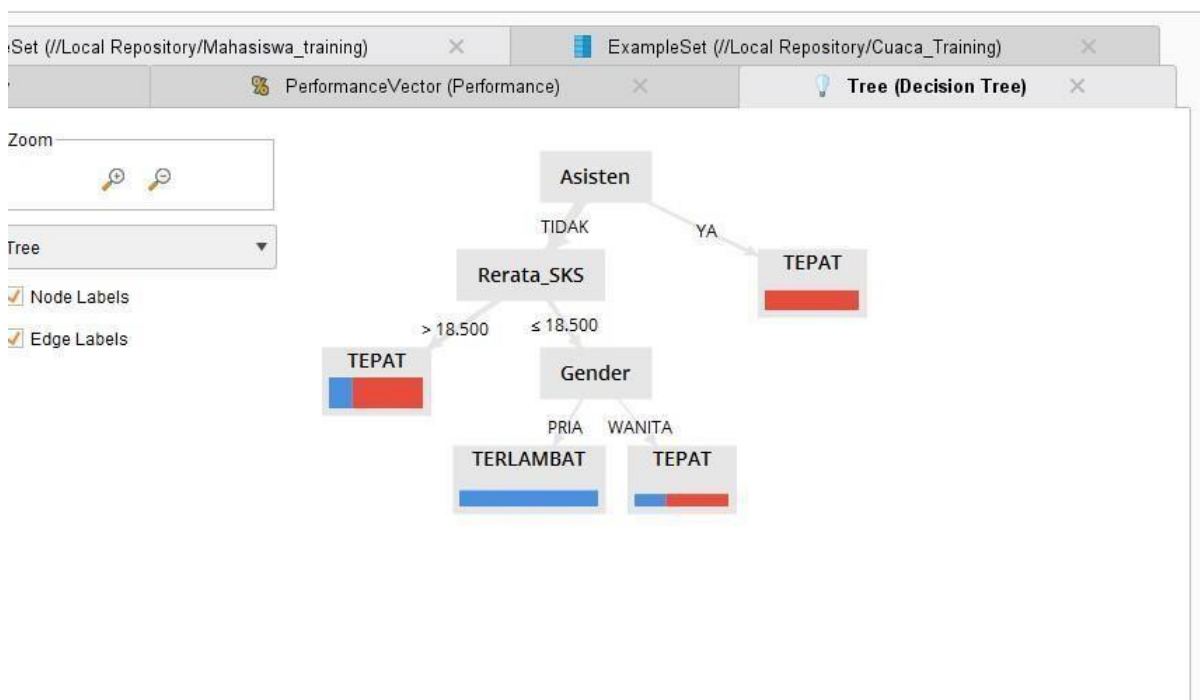 Set (//Local Repository/Mahasiswa_training)
ExampleSet (//Local Repository/Cuaca_Training)
% PerformanceVector (Performance)
Tree (Decision Tree)
Zoom
Tree
Node Labels
Edge Labels
Asisten
TIDAK
YA
Rerata_SKS
TEPAT
> 18.500
≤ 18.500
TEPAT
Gender
PRIA
WANITA
TERLAMBAT
TEPAT